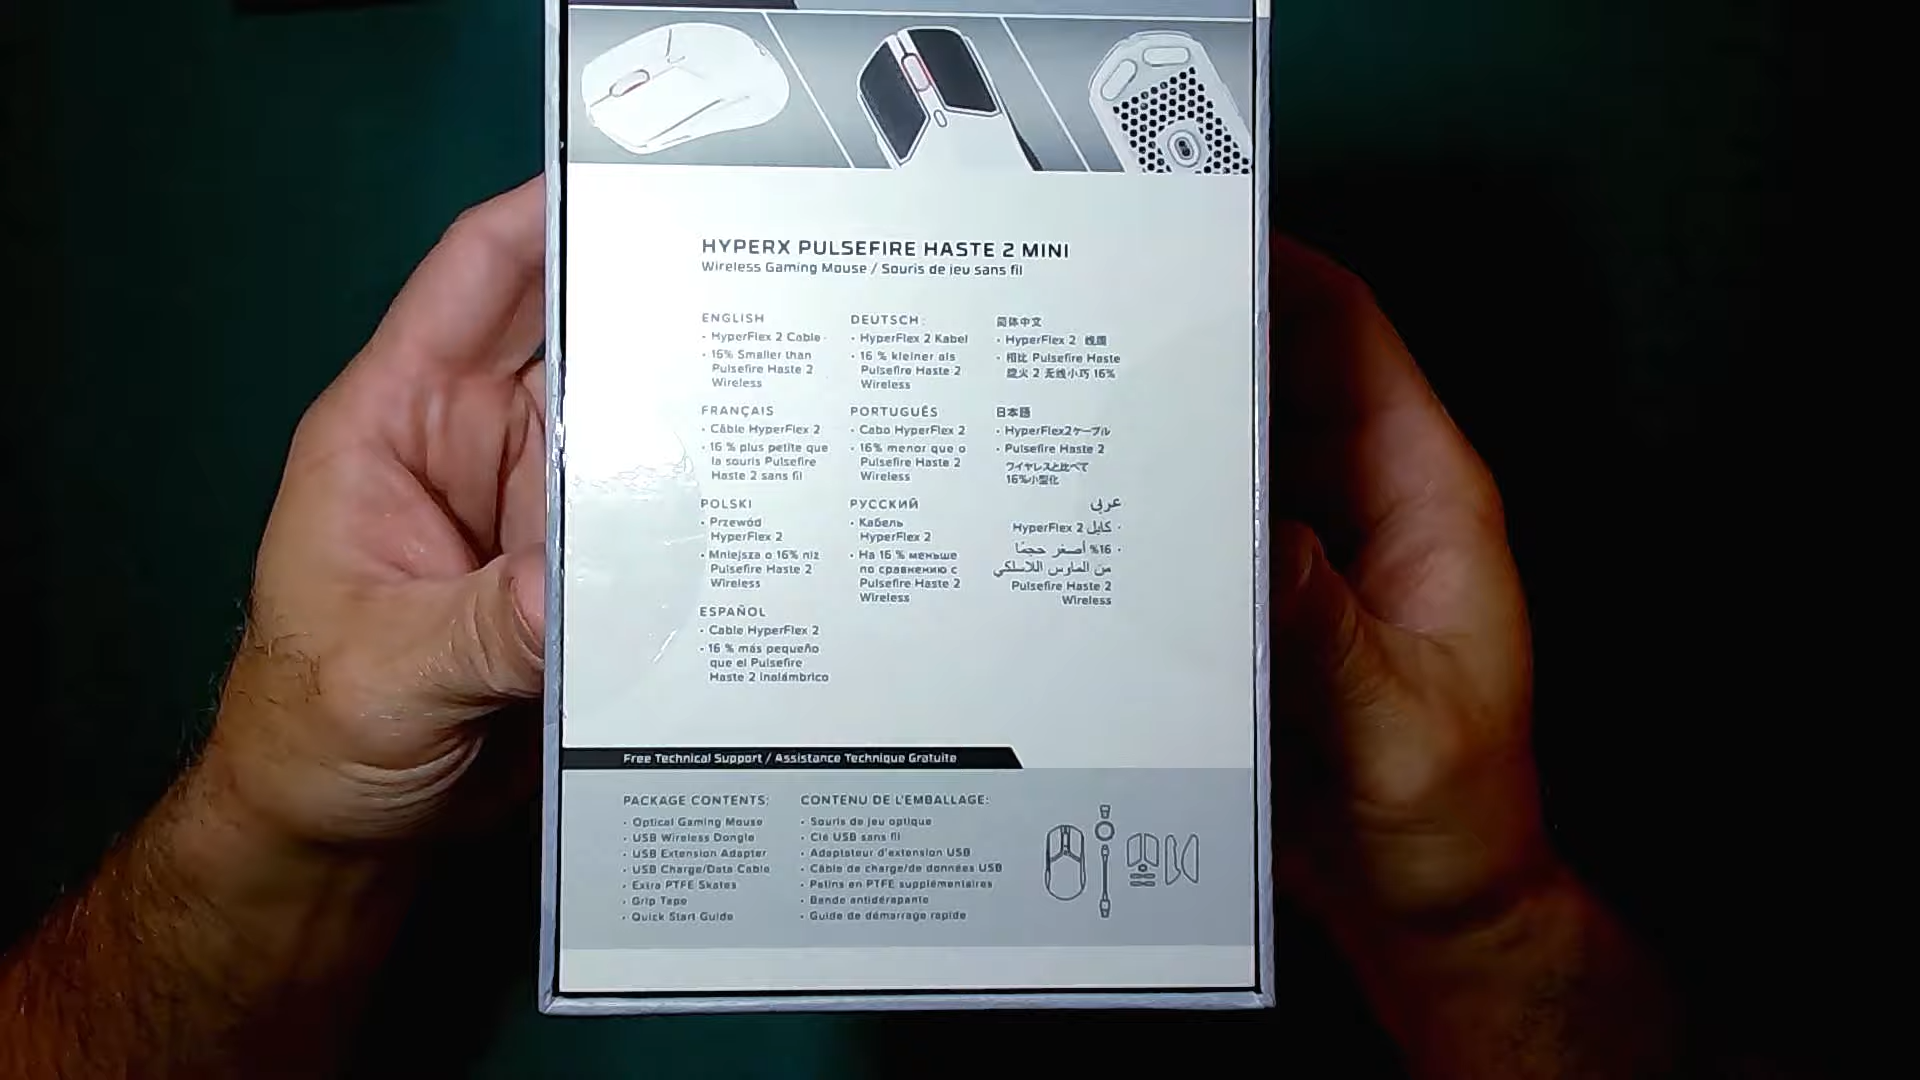 HYPERX PULSEFIRE HASTE 2 MINI
Wireless Gaming Mouse / Souris de jeu sans fil
ENGLISH
· HyperFlex 2 Cable
· 16% Smaller than
Pulsefire Haste 2
Wireless
FRANÇAIS
· Câble HyperFlex 2
· 16 % plus petite que
la souris Pulsefire
Haste 2 sans fil
POLSKI
· Przewód
HyperFlex 2
· Mniejsza o 16% niż
Pulsefire Haste 2
Wireless
ESPAÑOL
· Cable HyperFlex 2
· 16 % más pequeño
que el Pulsefire
Haste 2 inalámbrico
DEUTSCH
· HyperFlex 2 Kabel
· 16 % kleiner als
Pulsefire Haste 2
Wireless
PORTUGUÊS
· Cabo HyperFlex 2
· 16% menor que o
Pulsefire Haste 2
Wireless
РУССКИЙ
· Кабель
HyperFlex 2
· На 16 % меньше
по сравнению с
Pulsefire Haste 2
Wireless
简体中文
· HyperFlex 2
· 相比 Pulsefire Haste
火 2 无线小巧 16%
日本語
· HyperFlex2ケーブル
· Pulsefire Haste 2
ワイヤレスと比べて
16%小型化
عربي
· كابل HyperFlex 2
· %16 أصغر حجمًا
من الماوس اللاسلكي
Pulsefire Haste 2
Wireless
Free Technical Support / Assistance Technique Gratuite
PACKAGE CONTENTS:
· Optical Gaming Mouse
· USB Wireless Dongle
· USB Extension Adapter
· USB Charge/Data Cable
· Extra PTFE Skates
· Grip Tape
· Quick Start Guide
CONTENU DE L'EMBALLAGE:
· Souris de jeu optique
· Clé USB sans fil
· Adaptateur d'extension USB
· Câble de charge/de données USB
· Patins en PTFE supplémentaires
· Bande antidérapante
· Guide de démarrage rapide